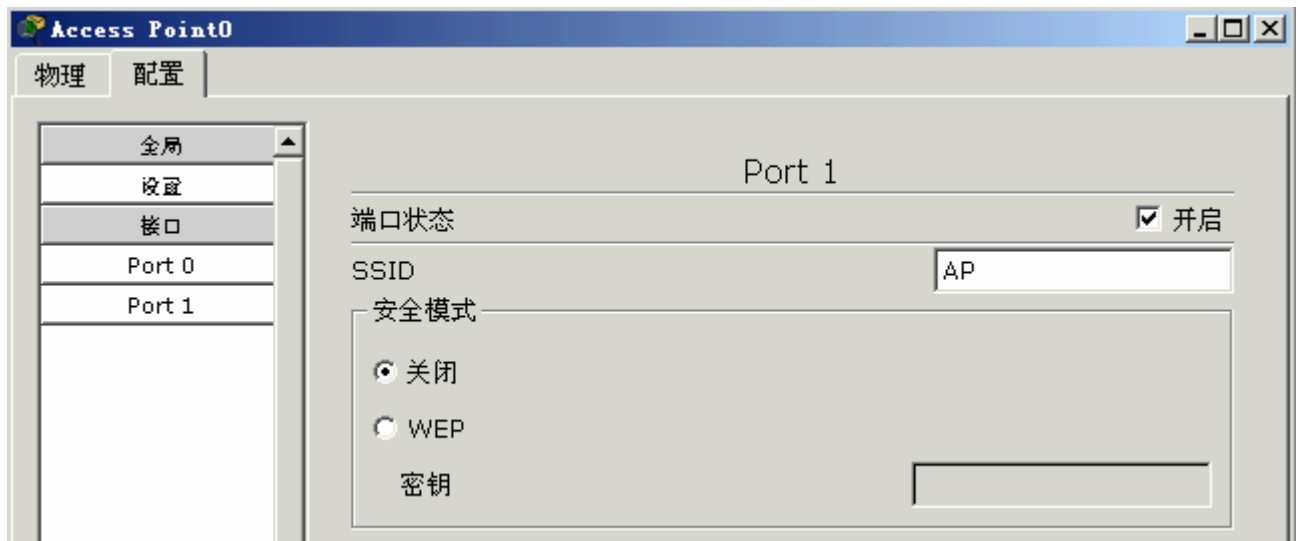 Access Point0
物理 配置
全局
设置
接口
Port 0
Port 1
Port 1
端口状态 开启
SSID AP
安全模式
关闭
WEP
密钥